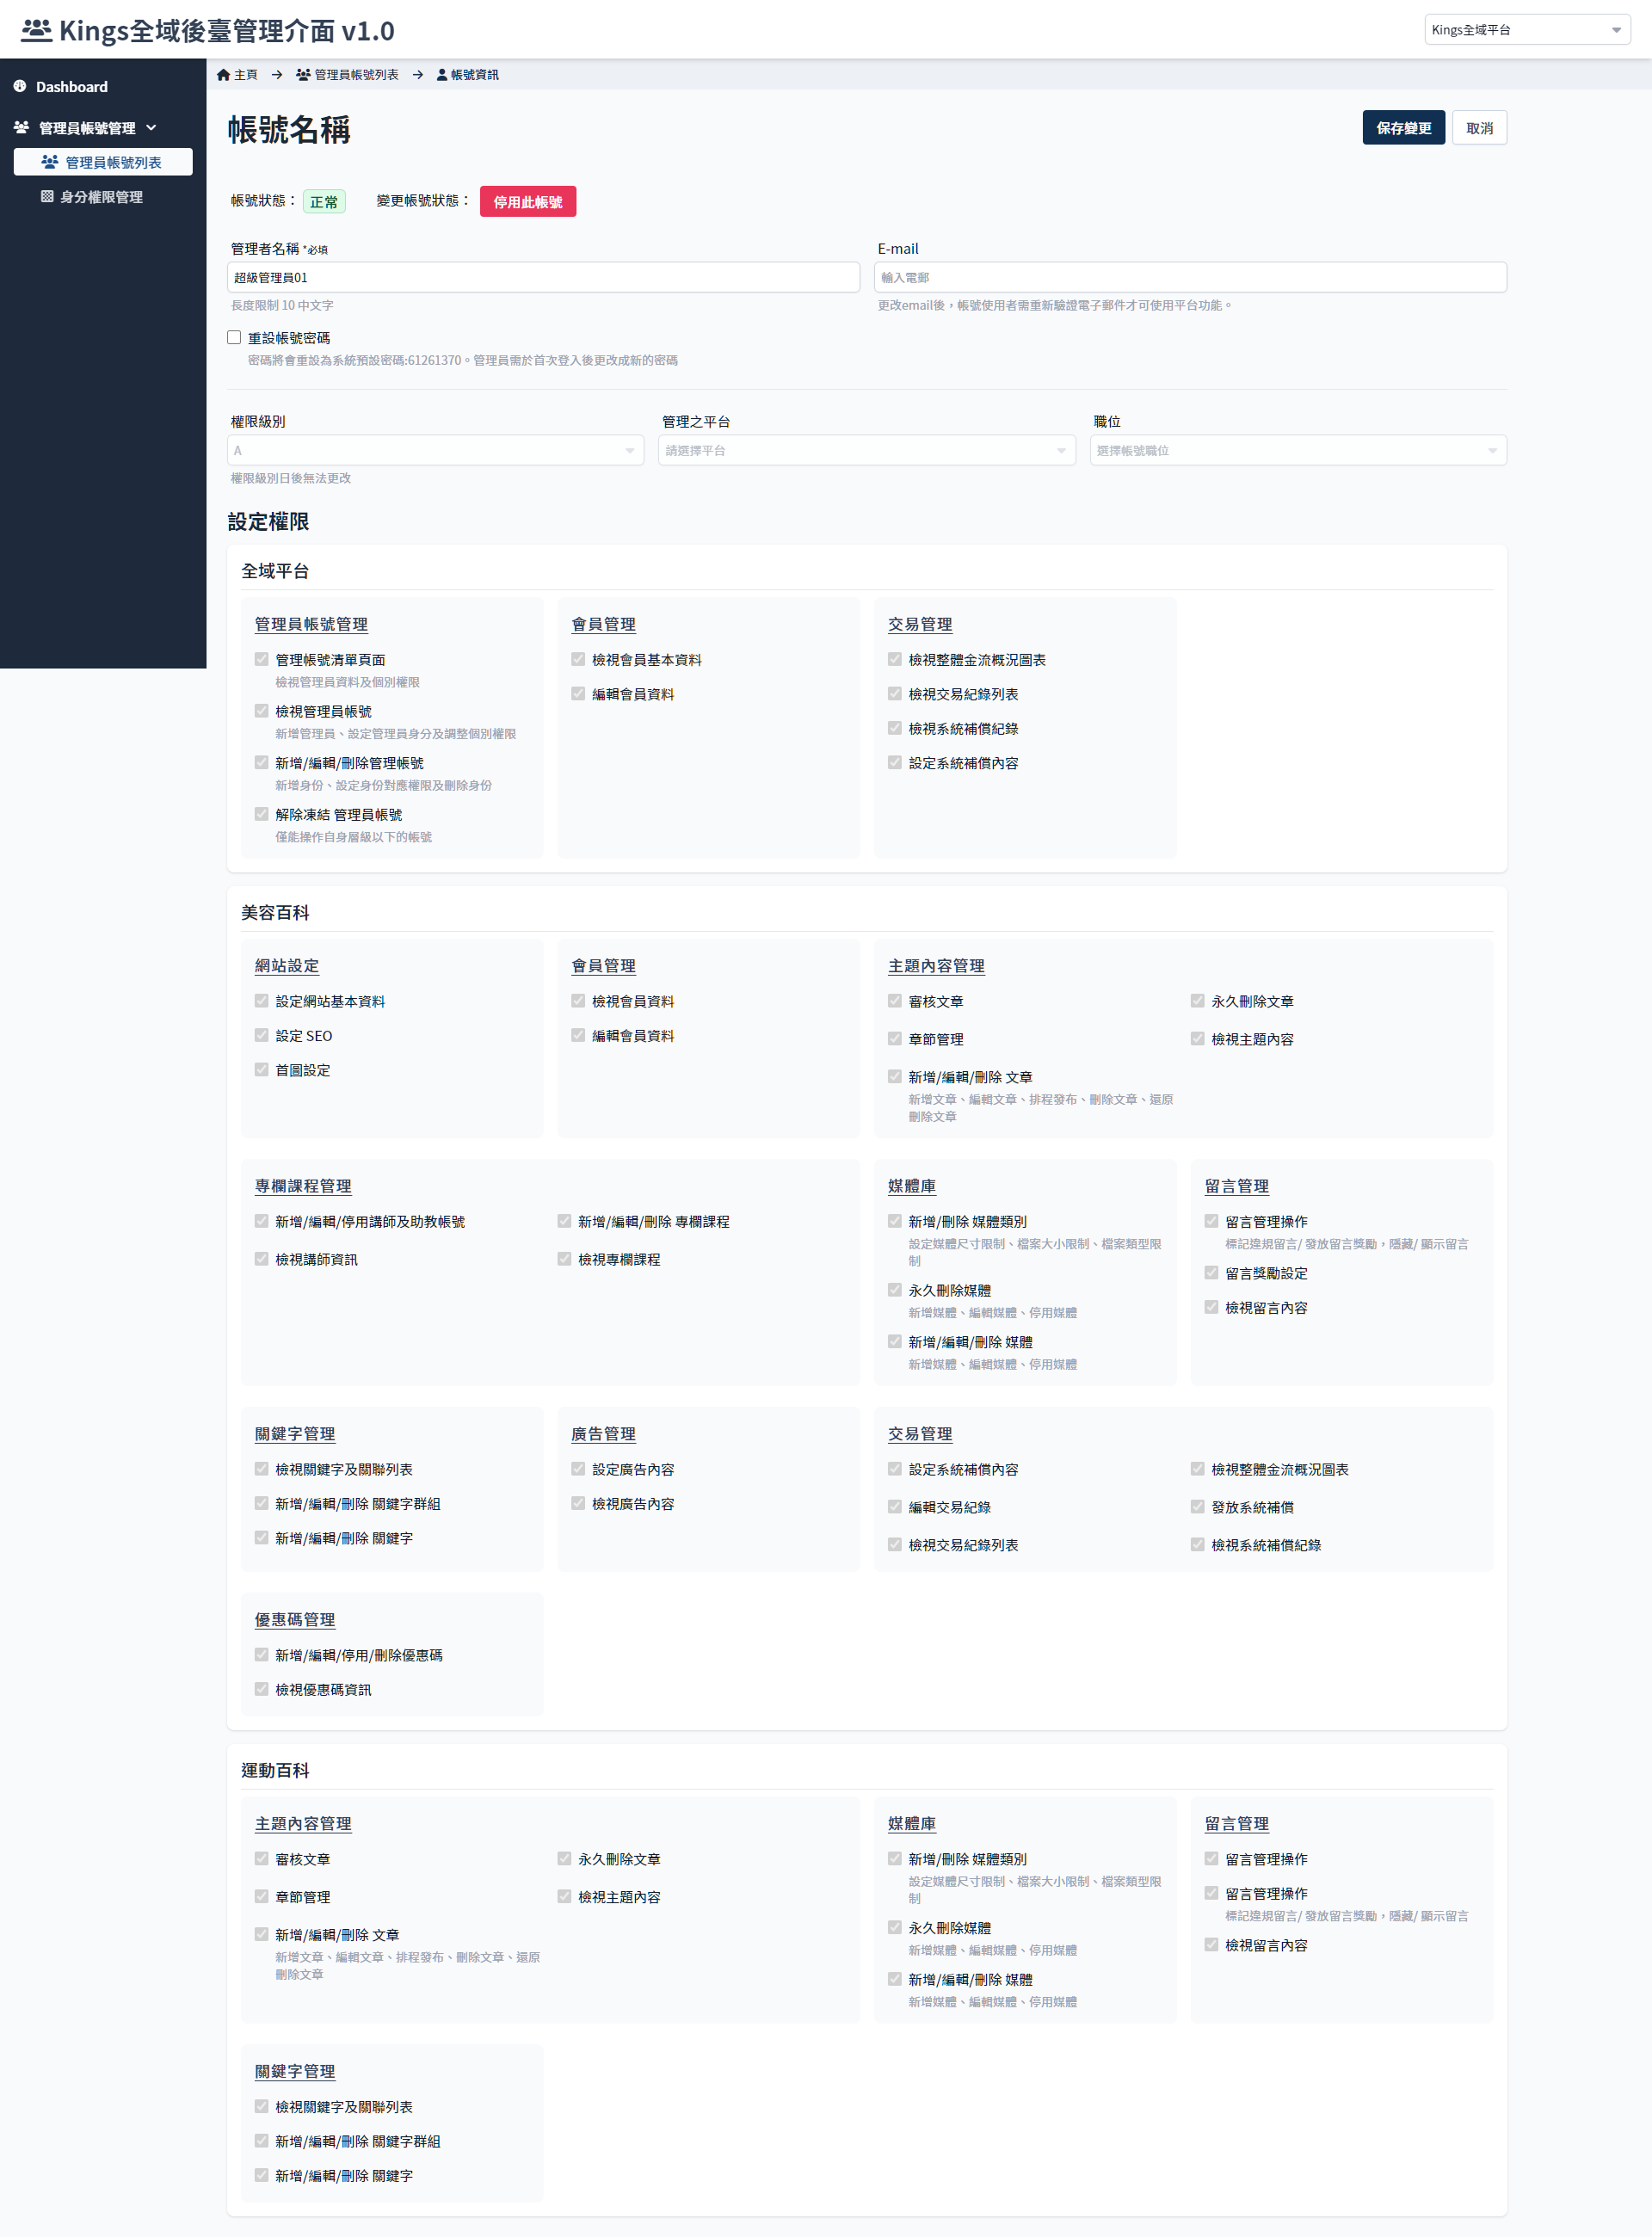 Kings全域後臺管理介面 v1.0
Kings全域平台
Dashboard
管理員帳號管理
管理員帳號列表
身分權限管理
主頁 → 管理員帳號列表 → 帳號資訊
帳號名稱
保存變更 取消
帳號狀態： 正常 變更帳號狀態： 停用此帳號
管理者名稱 *必填
超級管理員01
長度限制 10 中文字
E-mail
輸入電郵
更改email後，帳號使用者需重新驗證電子郵件才可使用平台功能。
重設帳號密碼
密碼將會重設為系統預設密碼:61261370。管理員需於首次登入後更改成新的密碼
權限級別
A
權限級別日後無法更改
管理之平台
請選擇平台
職位
選擇帳號職位
設定權限
全域平台
管理員帳號管理
管理帳號清單頁面
檢視管理員資料及個別權限
檢視管理員帳號
新增管理員、設定管理員身分及調整個別權限
新增/編輯/刪除管理帳號
新增身份、設定身份對應權限及刪除身份
解除凍結 管理員帳號
僅能操作自身層級以下的帳號
會員管理
檢視會員基本資料
編輯會員資料
交易管理
檢視整體金流概況圖表
檢視交易紀錄列表
檢視系統補償紀錄
設定系統補償內容
美容百科
網站設定
設定網站基本資料
設定 SEO
首圖設定
會員管理
檢視會員資料
編輯會員資料
主題內容管理
審核文章
永久刪除文章
章節管理
檢視主題內容
新增/編輯/刪除 文章
新增文章、編輯文章、排程發布、刪除文章、還原
刪除文章
專欄課程管理
新增/編輯/停用講師及助教帳號
新增/編輯/刪除 專欄課程
檢視講師資訊
檢視專欄課程
媒體庫
新增/刪除 媒體類別
設定媒體尺寸限制、檔案大小限制、檔案類型限
制
永久刪除媒體
新增媒體、編輯媒體、停用媒體
新增/編輯/刪除 媒體
新增媒體、編輯媒體、停用媒體
留言管理
留言管理操作
標記違規留言/ 發放留言獎勵，隱藏/ 顯示留言
留言獎勵設定
檢視留言內容
關鍵字管理
檢視關鍵字及關聯列表
新增/編輯/刪除 關鍵字群組
新增/編輯/刪除 關鍵字
廣告管理
設定廣告內容
檢視廣告內容
交易管理
設定系統補償內容
檢視整體金流概況圖表
編輯交易紀錄
發放系統補償
檢視交易紀錄列表
檢視系統補償紀錄
優惠碼管理
新增/編輯/停用/刪除優惠碼
檢視優惠碼資訊
運動百科
主題內容管理
審核文章
永久刪除文章
章節管理
檢視主題內容
新增/編輯/刪除 文章
新增文章、編輯文章、排程發布、刪除文章、還原
刪除文章
媒體庫
新增/刪除 媒體類別
設定媒體尺寸限制、檔案大小限制、檔案類型限
制
永久刪除媒體
新增媒體、編輯媒體、停用媒體
新增/編輯/刪除 媒體
新增媒體、編輯媒體、停用媒體
留言管理
留言管理操作
留言管理操作
標記違規留言/ 發放留言獎勵，隱藏/ 顯示留言
檢視留言內容
關鍵字管理
檢視關鍵字及關聯列表
新增/編輯/刪除 關鍵字群組
新增/編輯/刪除 關鍵字